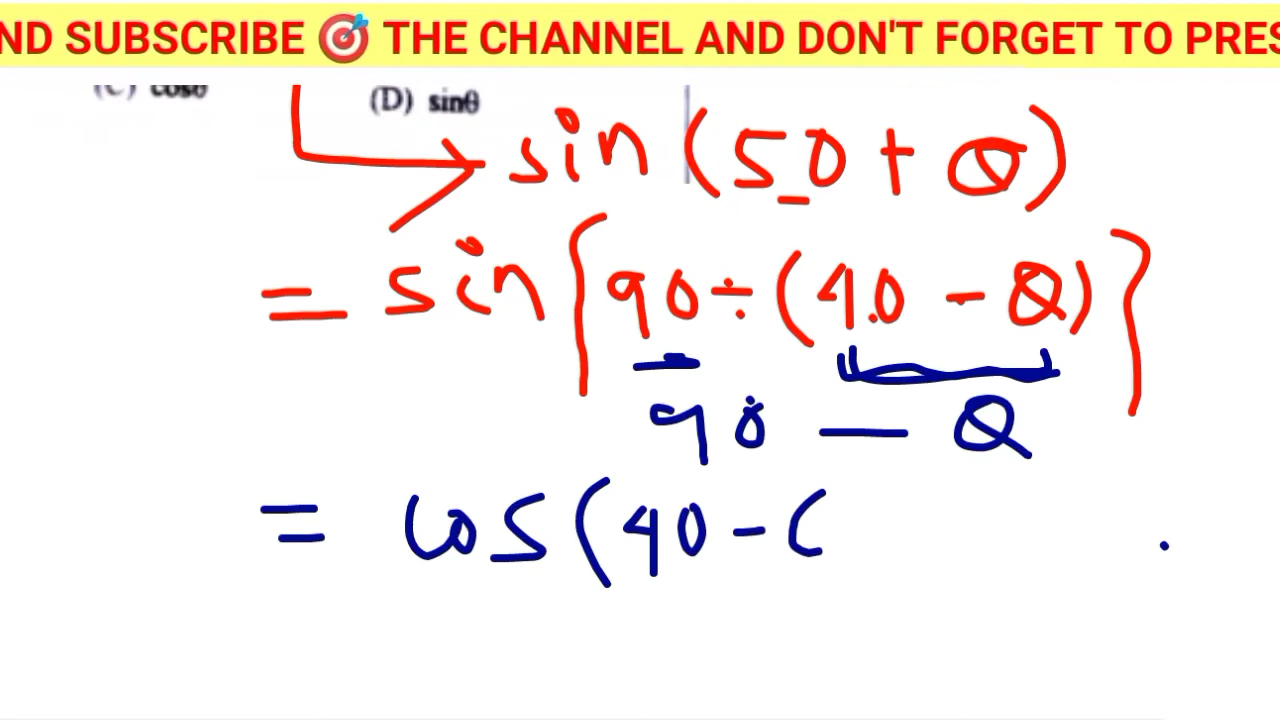 ND SUBSCRIBE 🎯 THE CHANNEL AND DON'T FORGET TO PRES
(C) cosθ
(D) sinθ
sin (50 + θ)
= sin {90 ÷ (40 - θ)}
90 — θ
= cos (40 - (